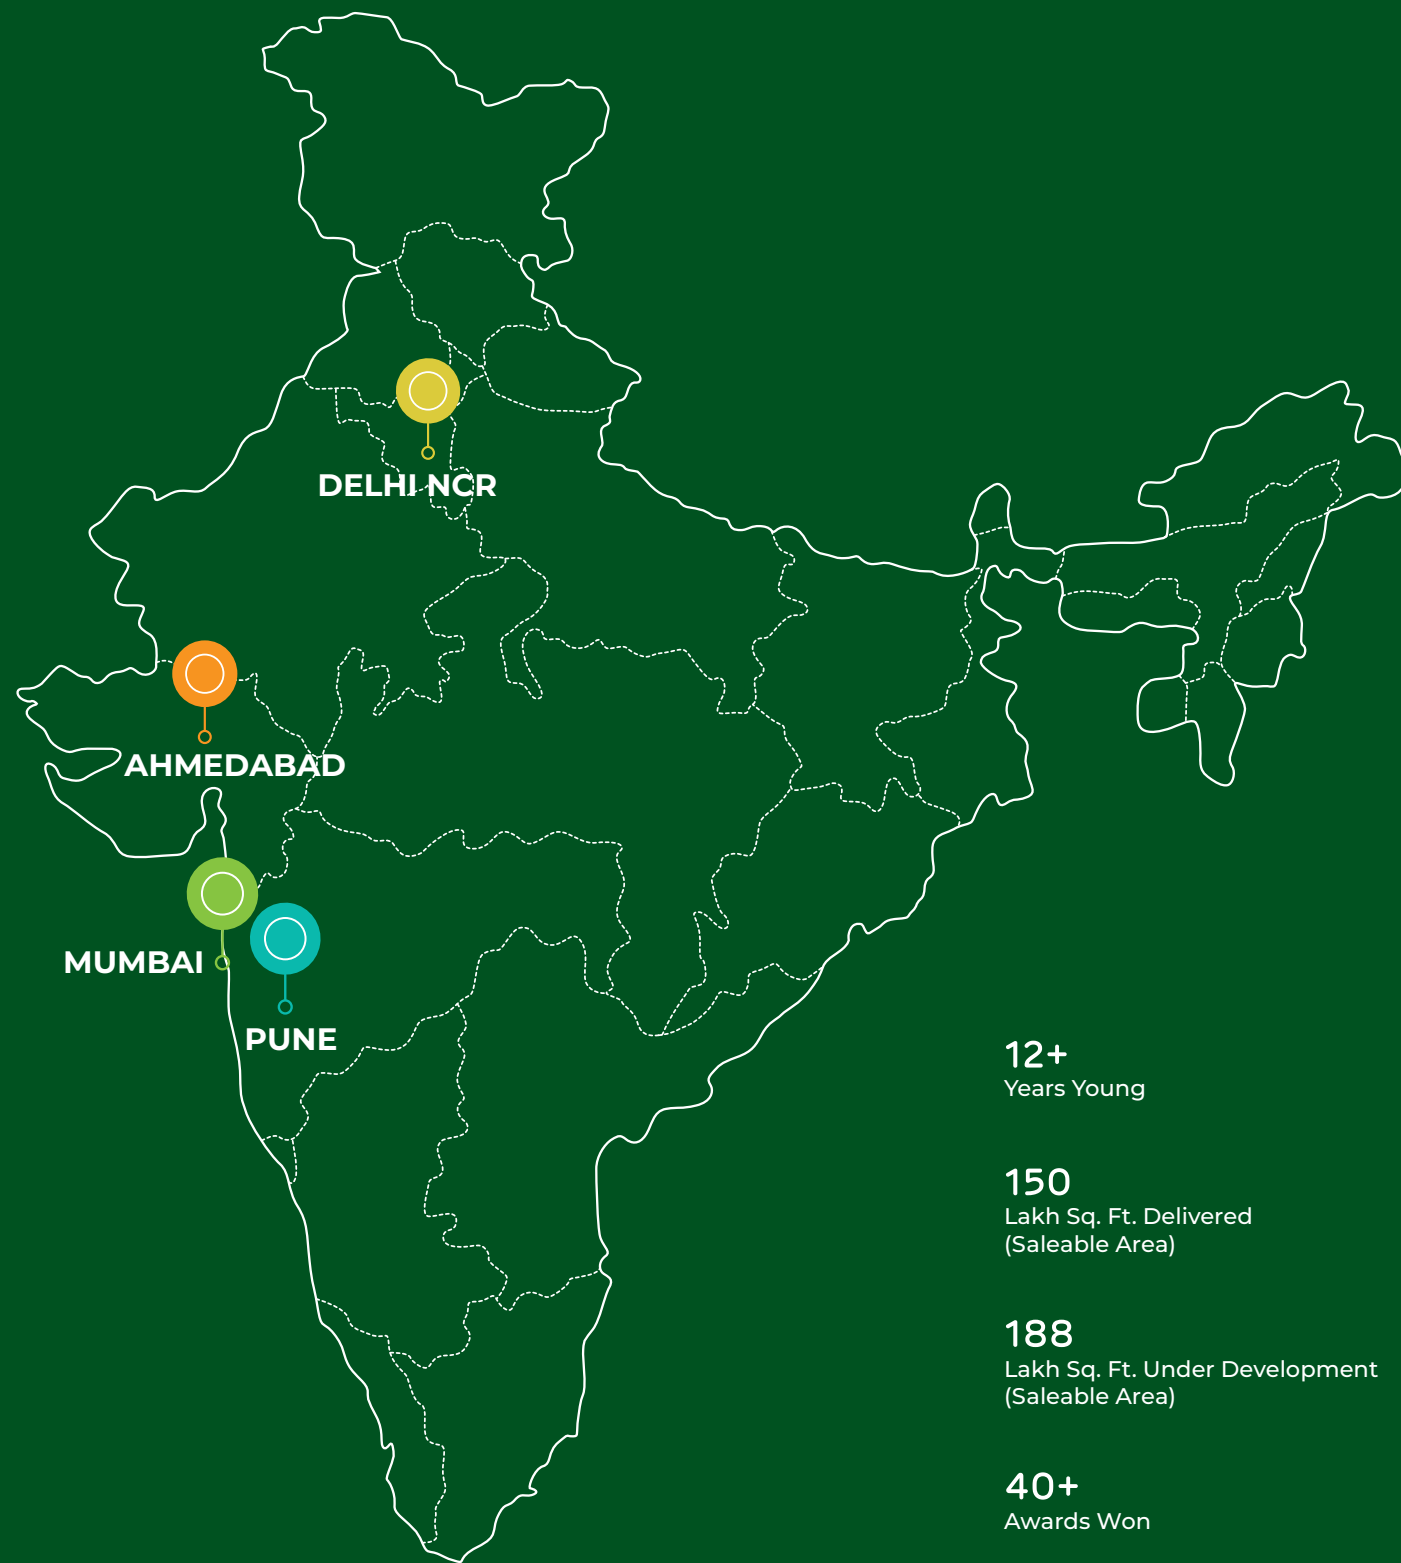 DELHI NCR
AHMEDABAD
MUMBAI
PUNE
12+
Years Young
150
Lakh Sq. Ft. Delivered
(Saleable Area)
188
Lakh Sq. Ft. Under Development
(Saleable Area)
40+
Awards Won